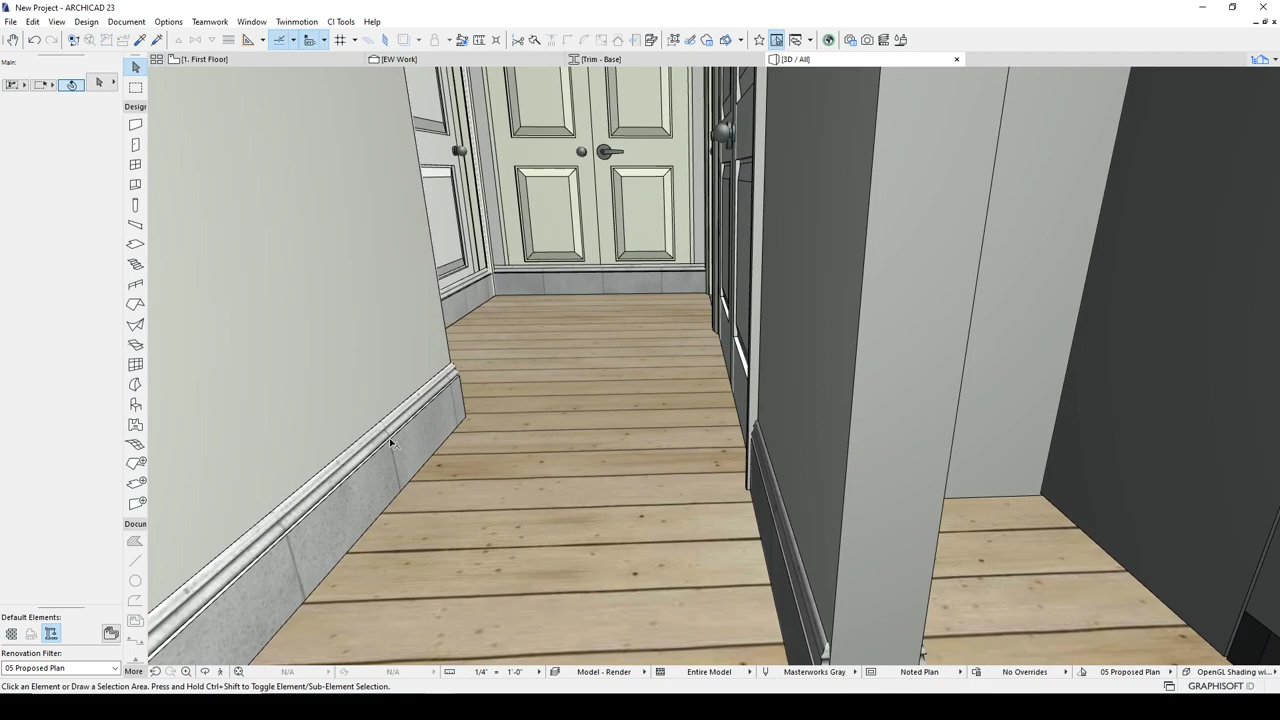 New Project - ARCHICAD 23
File Edit View Design Document Options Teamwork Window Twinmotion CI Tools Help
Main:
[1. First Floor]
[EW Work]
[Trim - Base]
[3D / All]
Desig
Docun
More
Default Elements:
Renovation Filter:
05 Proposed Plan
N/A
N/A
1/4" = 1'-0"
Model - Render
Entire Model
Masterworks Gray
Noted Plan
No Overrides
05 Proposed Plan
OpenGL Shading wi...
Click an Element or Draw a Selection Area. Press and Hold Ctrl+Shift to Toggle Element/Sub-Element Selection.
GRAPHISOFT ID